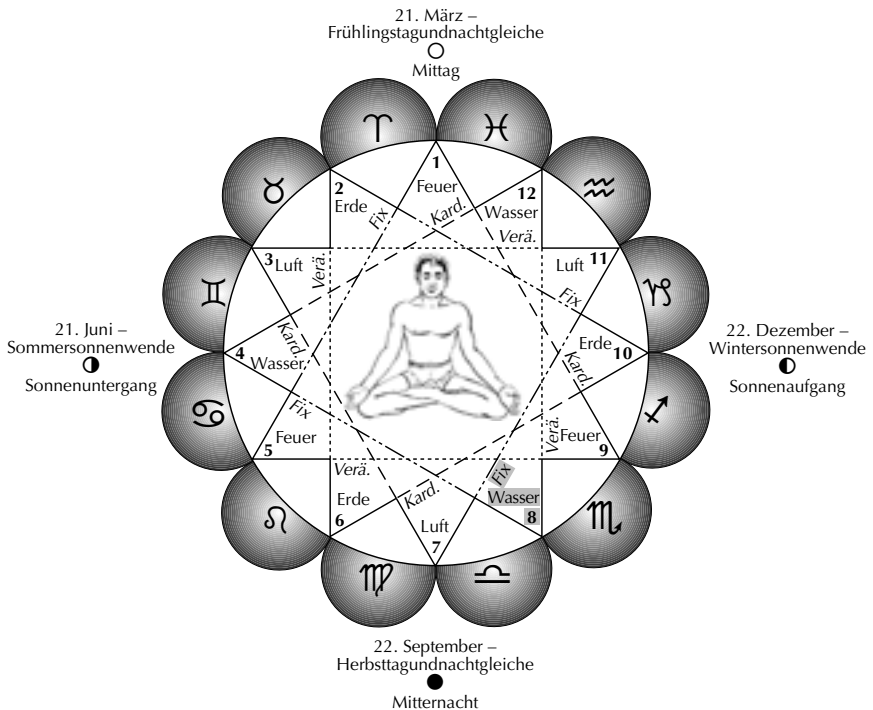 21. März –
Frühlingstagundnachtgleiche
Mittag
♈ ♓
♉ ♒
1
Feuer
2
Erde
Fix
Kard.
12
Wasser
Verä.
3 Luft
Verä.
Luft 11
♊ ♑
Fix
21. Juni –
Sommersonnenwende
Sonnenuntergang
4
Wasser
Kard.
Erde
10
Kard.
22. Dezember –
Wintersonnenwende
Sonnenaufgang
♋ ♐
Fix
Feuer
5
Verä.
Feuer
9
Verä.
Erde
6
Kard.
Fix
Wasser
8
Luft
7
♌ ♏
♍ ♎
22. September –
Herbsttagundnachtgleiche
Mitternacht